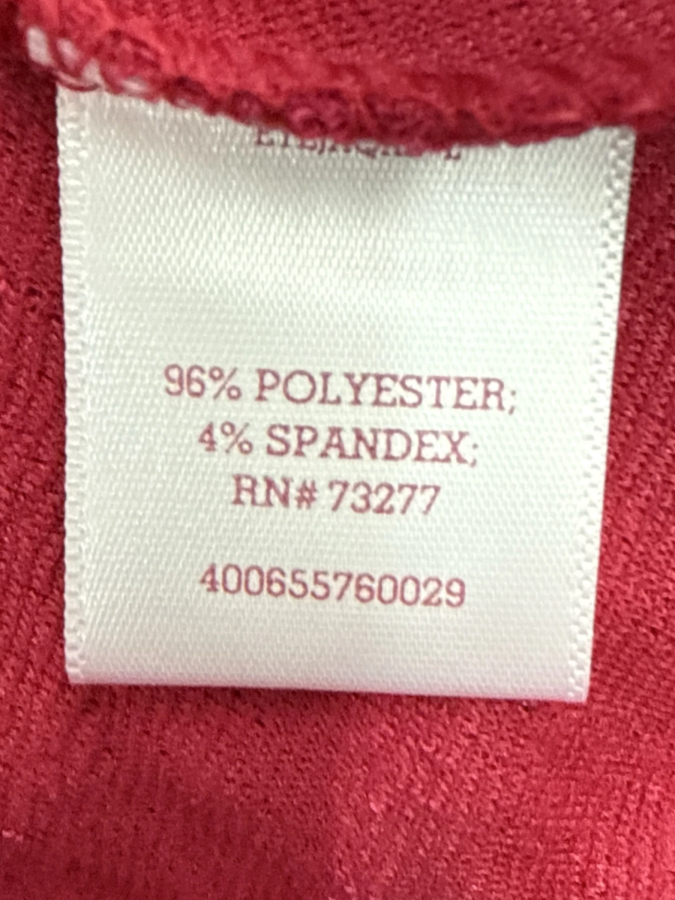 96% POLYESTER;
4% SPANDEX;
RN# 73277
400655760029